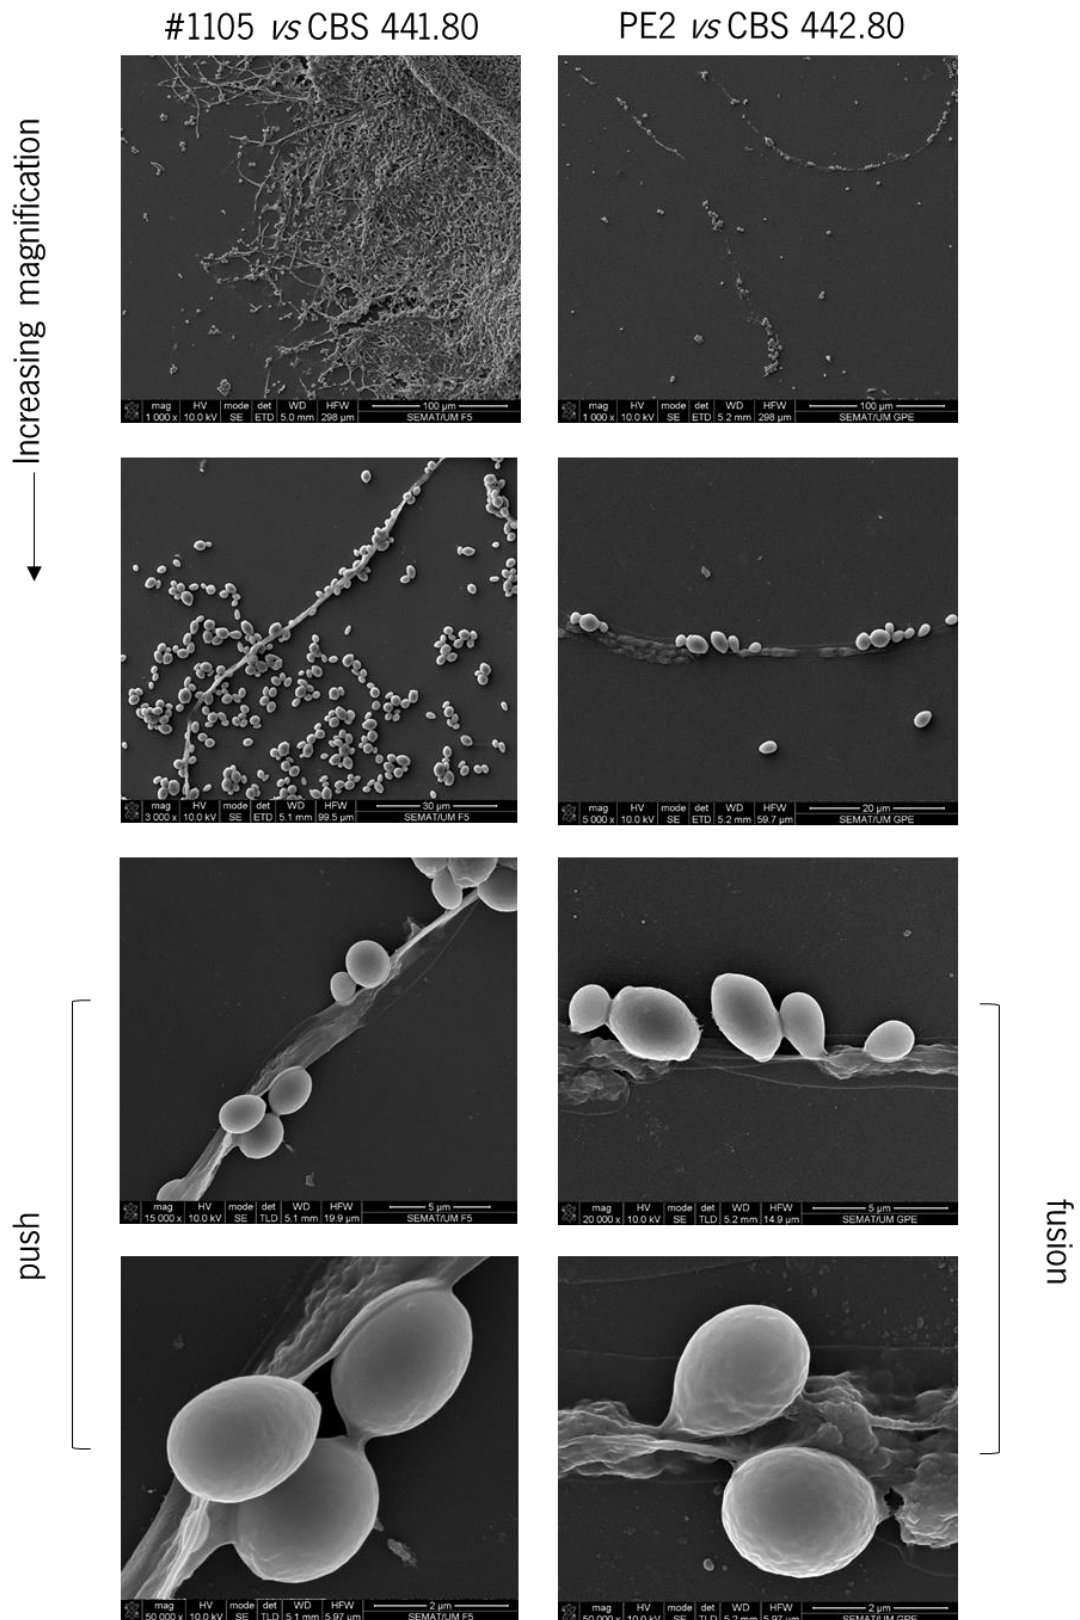 #1105 vs CBS 441.80
PE2 vs CBS 442.80
Increasing magnification
mag HV mode det WD HFW 100 µm
1 000 x 10.0 kV SE ETD 5.0 mm 298 µm SEMAT/UM F5
mag HV mode det WD HFW 100 µm
1 000 x 10.0 kV SE ETD 5.2 mm 298 µm SEMAT/UM GPE
mag HV mode det WD HFW 30 µm
3 000 x 10.0 kV SE ETD 5.1 mm 99.5 µm SEMAT/UM F5
mag HV mode det WD HFW 20 µm
5 000 x 10.0 kV SE ETD 5.2 mm 59.7 µm SEMAT/UM GPE
push
mag HV mode det WD HFW 5 µm
15 000 x 10.0 kV SE TLD 5.1 mm 19.9 µm SEMAT/UM F5
mag HV mode det WD HFW 5 µm
20 000 x 10.0 kV SE TLD 5.2 mm 14.9 µm SEMAT/UM GPE
fusion
mag HV mode det WD HFW 2 µm
50 000 x 10.0 kV SE TLD 5.1 mm 5.97 µm SEMAT/UM F5
mag HV mode det WD HFW 2 µm
50 000 x 10.0 kV SE TLD 5.2 mm 5.97 µm SEMAT/UM GPE